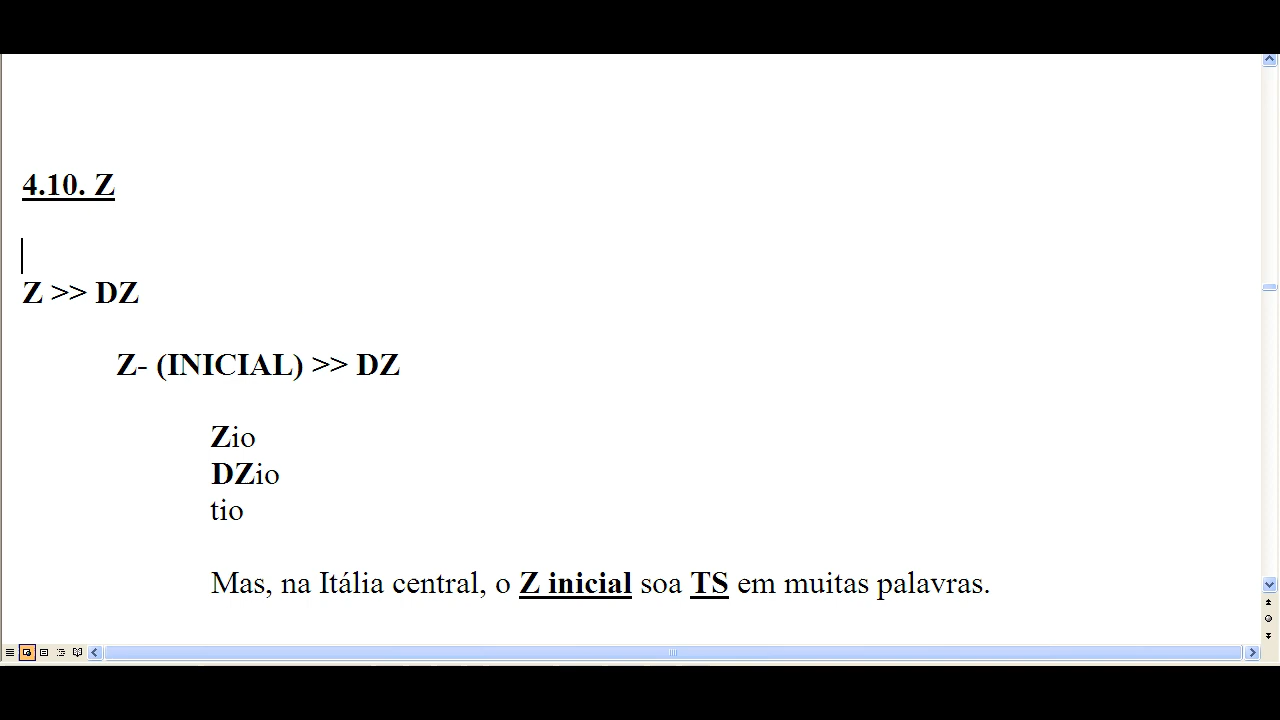 4.10. Z
Z >> DZ
Z- (INICIAL) >> DZ
Zio
DZio
tio
Mas, na Itália central, o Z inicial soa TS em muitas palavras.